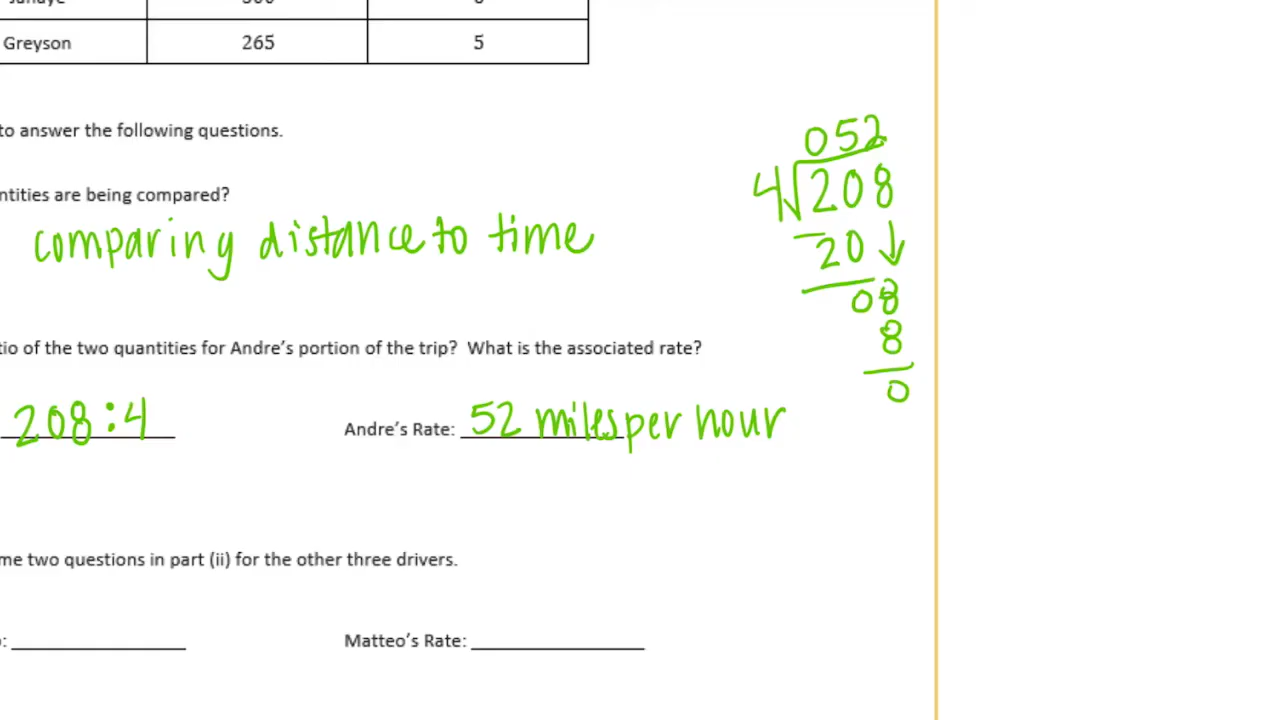 Greyson 265 5
to answer the following questions.
052
ntities are being compared?
4 208
comparing distance to time
20
08
8
tio of the two quantities for Andre's portion of the trip? What is the associated rate?
0
208:4 Andre's Rate: 52 miles per hour
me two questions in part (ii) for the other three drivers.
: Matteo's Rate: